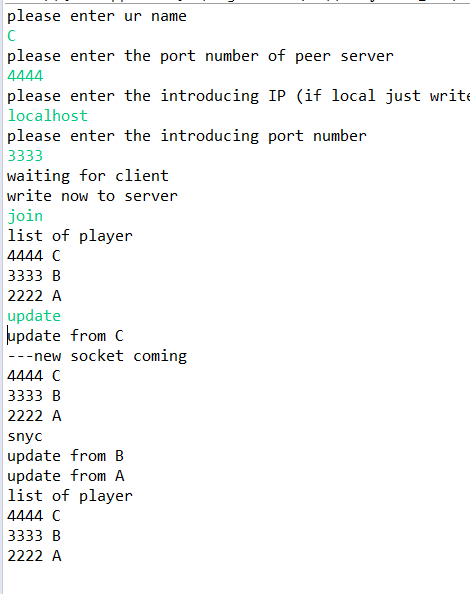 please enter ur name
C
please enter the port number of peer server
4444
please enter the introducing IP (if local just write
localhost
please enter the introducing port number
3333
waiting for client
write now to server
join
list of player
4444 C
3333 B
2222 A
update
update from C
---new socket coming
4444 C
3333 B
2222 A
snyc
update from B
update from A
list of player
4444 C
3333 B
2222 A